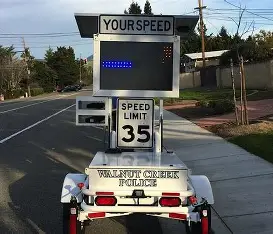 YOUR SPEED
SPEED
LIMIT
35
WALNUT CREEK
POLICE